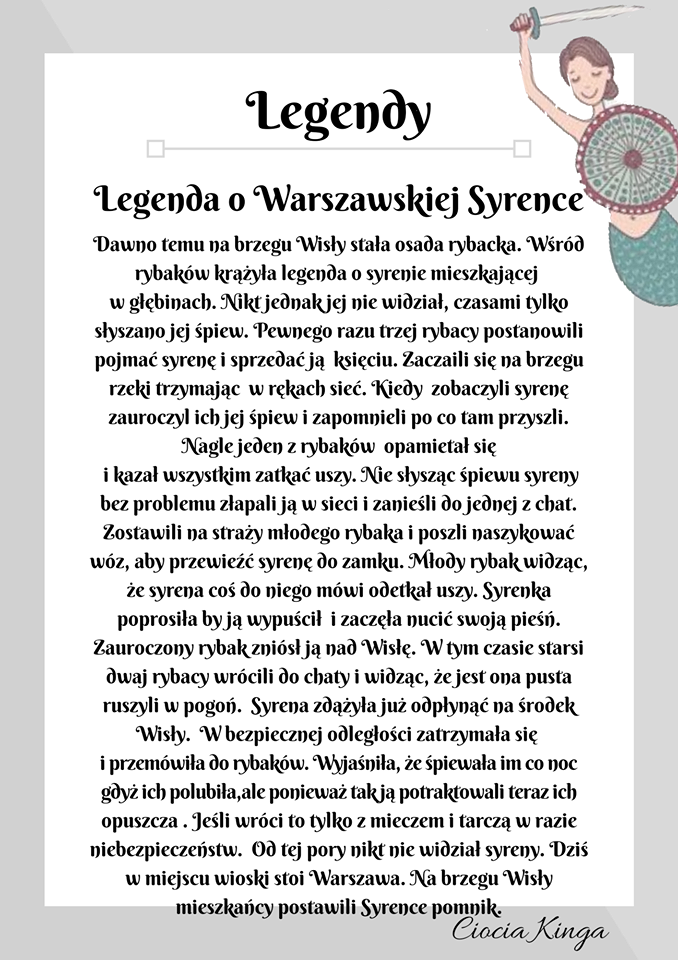 Legendy
Legenda o Warszawskiej Syrence
Dawno temu na brzegu Wisły stała osada rybacka. Wśród
rybaków krążyła legenda o syrenie mieszkającej
w głębinach. Nikt jednak jej nie widział, czasami tylko
słyszano jej śpiew. Pewnego razu trzej rybacy postanowili
pojmać syrenę i sprzedać ją księciu. Zaczaili się na brzegu
rzeki trzymając w rękach sieć. Kiedy zobaczyli syrenę
zauroczyl ich jej śpiew i zapomnieli po co tam przyszli.
Nagle jeden z rybaków opamietał się
i kazał wszystkim zatkać uszy. Nie słysząc śpiewu syreny
bez problemu złapali ją w sieci i zanieśli do jednej z chat.
Zostawili na straży młodego rybaka i poszli naszykować
wóz, aby przewieźć syrenę do zamku. Młody rybak widząc,
że syrena coś do niego mówi odetkał uszy. Syrenka
poprosiła by ją wypuścił i zaczęła nucić swoją pieśń.
Zauroczony rybak zniósł ją nad Wisłę. W tym czasie starsi
dwaj rybacy wrócili do chaty i widząc, że jest ona pusta
ruszyli w pogoń. Syrena zdążyła już odpłynąć na środek
Wisły. W bezpiecznej odległości zatrzymała się
i przemówiła do rybaków. Wyjaśniła, że śpiewała im co noc
gdyż ich polubiła,ale ponieważ tak ją potraktowali teraz ich
opuszcza . Jeśli wróci to tylko z mieczem i tarczą w razie
niebezpieczeństw. Od tej pory nikt nie widział syreny. Dziś
w miejscu wioski stoi Warszawa. Na brzegu Wisły
mieszkańcy postawili Syrence pomnik.
Ciocia Kinga